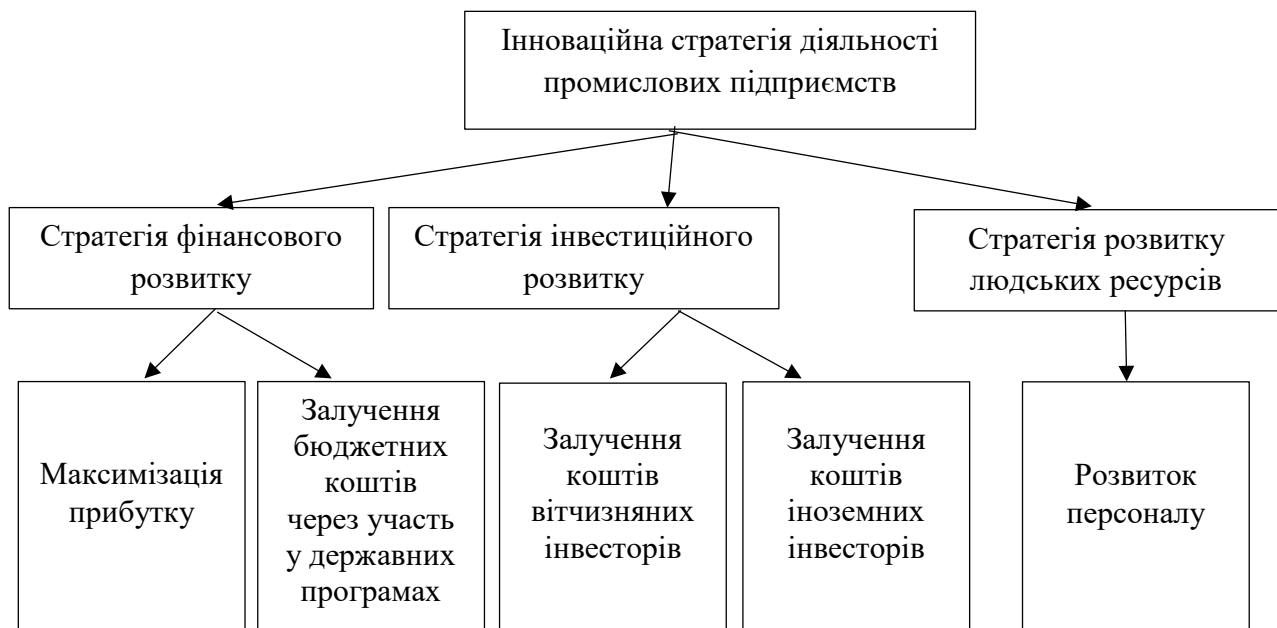 Інноваційна стратегія діяльності
промислових підприємств
Стратегія фінансового
розвитку
Стратегія інвестиційного
розвитку
Стратегія розвитку
людських ресурсів
Максимізація
прибутку
Залучення
бюджетних
коштів
через участь
у державних
програмах
Залучення
коштів
вітчизняних
інвесторів
Залучення
коштів
іноземних
інвесторів
Розвиток
персоналу